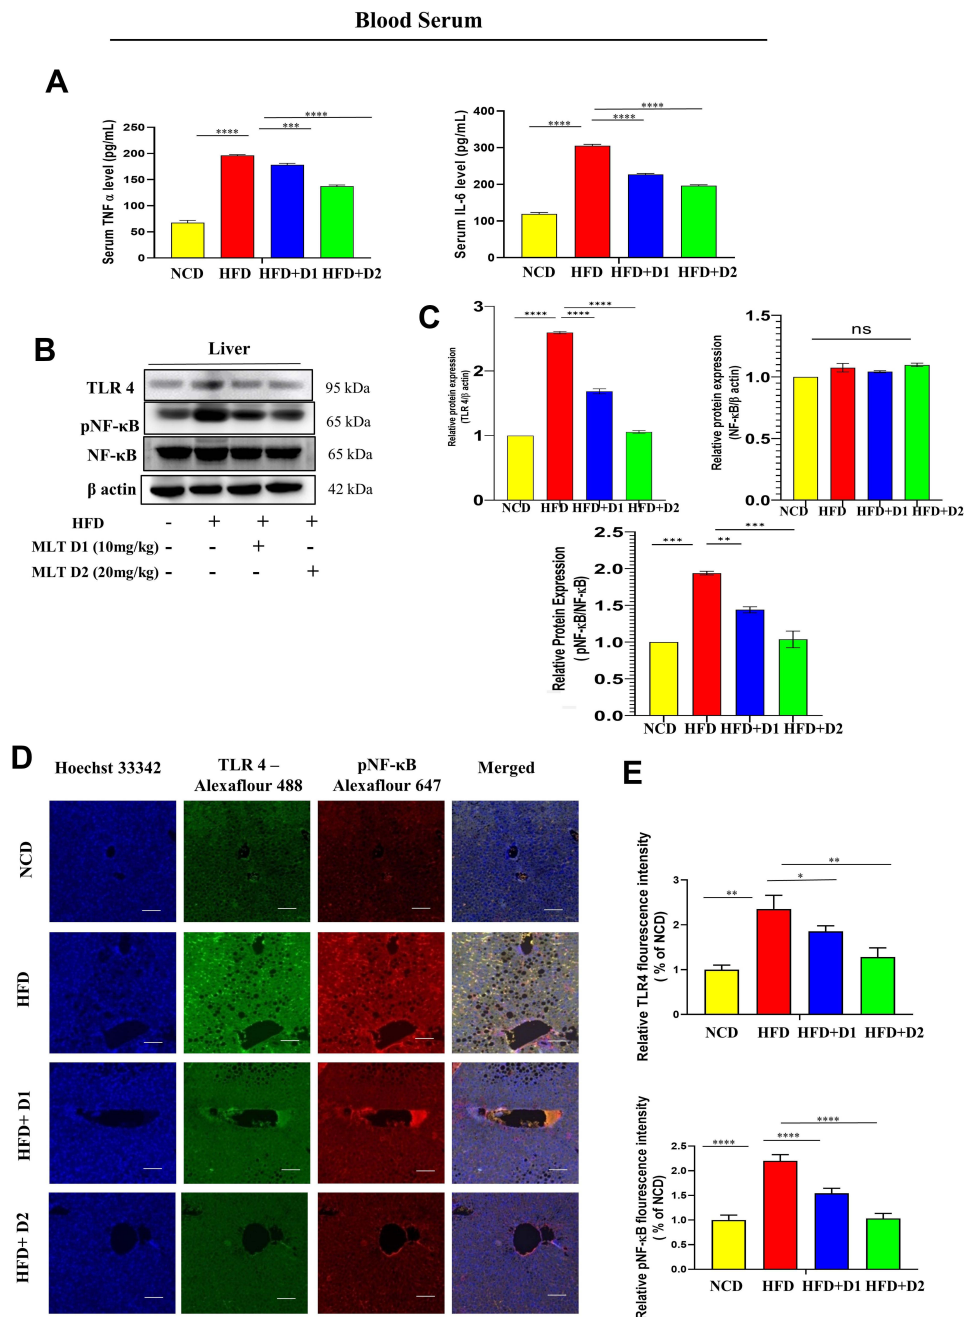 Blood Serum
A
Serum TNF α level (pg/mL)
250
200
150
100
50
0
****
***
****
NCD HFD HFD+D1 HFD+D2
Serum IL-6 level (pg/mL)
400
300
200
100
0
****
****
****
NCD HFD HFD+D1 HFD+D2
B
Liver
TLR 4 95 kDa
pNF-κB 65 kDa
NF-κB 65 kDa
β actin 42 kDa
HFD - + + +
MLT D1 (10mg/kg) - - + -
MLT D2 (20mg/kg) - - - +
C
Relative protein expression
(TLR 4/β actin)
3
2
1
0
****
****
****
NCD HFD HFD+D1 HF+D2
Relative protein expression
(NF-κB/β actin)
1.5
1.0
0.5
0.0
ns
NCD HFD HFD+D1 HFD+D2
Relative Protein Expression
( pNF-κB/NF-κB)
2.5
2.0
1.5
1.0
0.5
0.0
***
**
***
NCD HFD HFD+D1 HFD+D2
D
Hoechst 33342
TLR 4 –
Alexaflour 488
pNF-κB
Alexaflour 647
Merged
NCD
HFD
HFD+ D1
HFD+ D2
E
Relative TLR4 flourescence intensity
( % of NCD)
3
2
1
0
**
*
**
NCD HFD HFD+D1 HFD+D2
Relative pNF-κB flourescence intensity
( % of NCD)
2.5
2.0
1.5
1.0
0.5
0.0
****
****
****
NCD HFD HFD+D1 HFD+D2